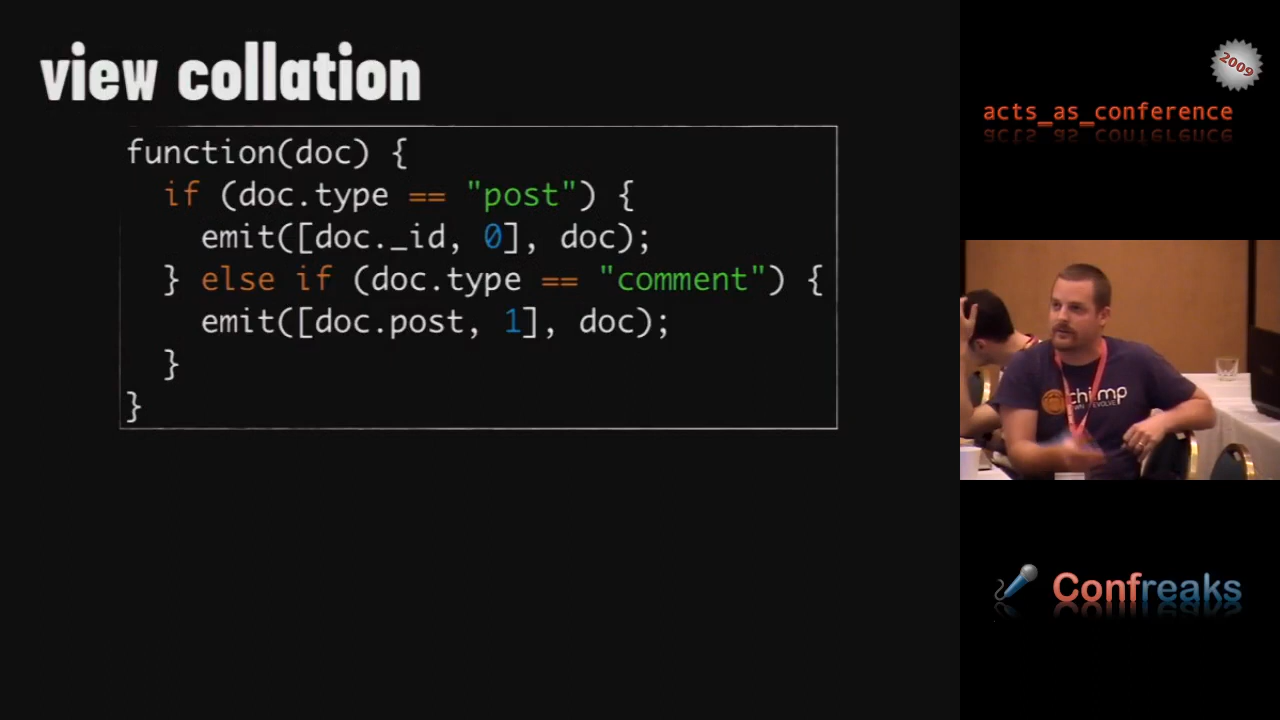 view collation
function(doc) {
if (doc.type == "post") {
emit([doc._id, 0], doc);
} else if (doc.type == "comment") {
emit([doc.post, 1], doc);
}
}
2009
acts_as_conference
Confreaks